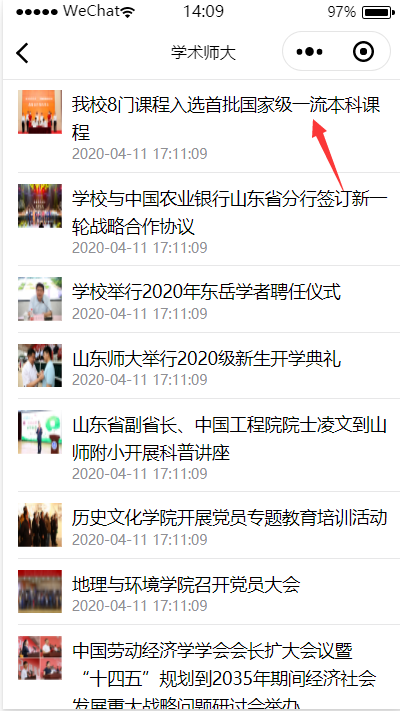 WeChat
14:09
97%
学术师大
我校8门课程入选首批国家级一流本科课
程
2020-04-11 17:11:09
学校与中国农业银行山东省分行签订新一
轮战略合作协议
2020-04-11 17:11:09
学校举行2020年东岳学者聘任仪式
2020-04-11 17:11:09
山东师大举行2020级新生开学典礼
2020-04-11 17:11:09
山东省副省长、中国工程院院士凌文到山
师附小开展科普讲座
2020-04-11 17:11:09
历史文化学院开展党员专题教育培训活动
2020-04-11 17:11:09
地理与环境学院召开党员大会
2020-04-11 17:11:09
中国劳动经济学学会会长扩大会议暨
“十四五”规划到2035年期间经济社会
发展重大战略问题研讨会举办